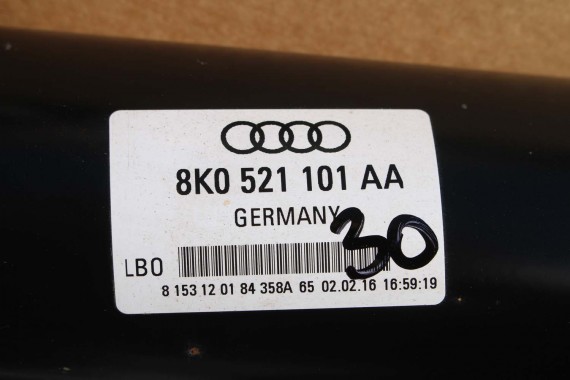 8K0 521 101 AA
GERMANY
30
LBO
8 153 12 01 84 358A 65 02.02.16 16:59:19